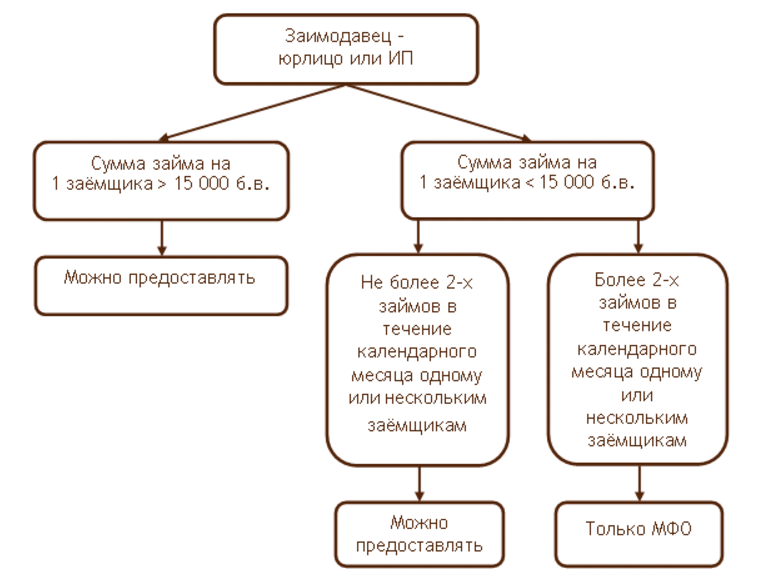 Заимодавец -
юрлицо или ИП
Сумма займа на
1 заёмщика > 15 000 б.в.
Сумма займа на
1 заёмщика < 15 000 б.в.
Можно предоставлять
Не более 2-х
займов в
течение
календарного
месяца одному
или нескольким
заёмщикам
Более 2-х
займов в
течение
календарного
месяца одному
или
нескольким
заёмщикам
Можно
предоставлять
Только МФО